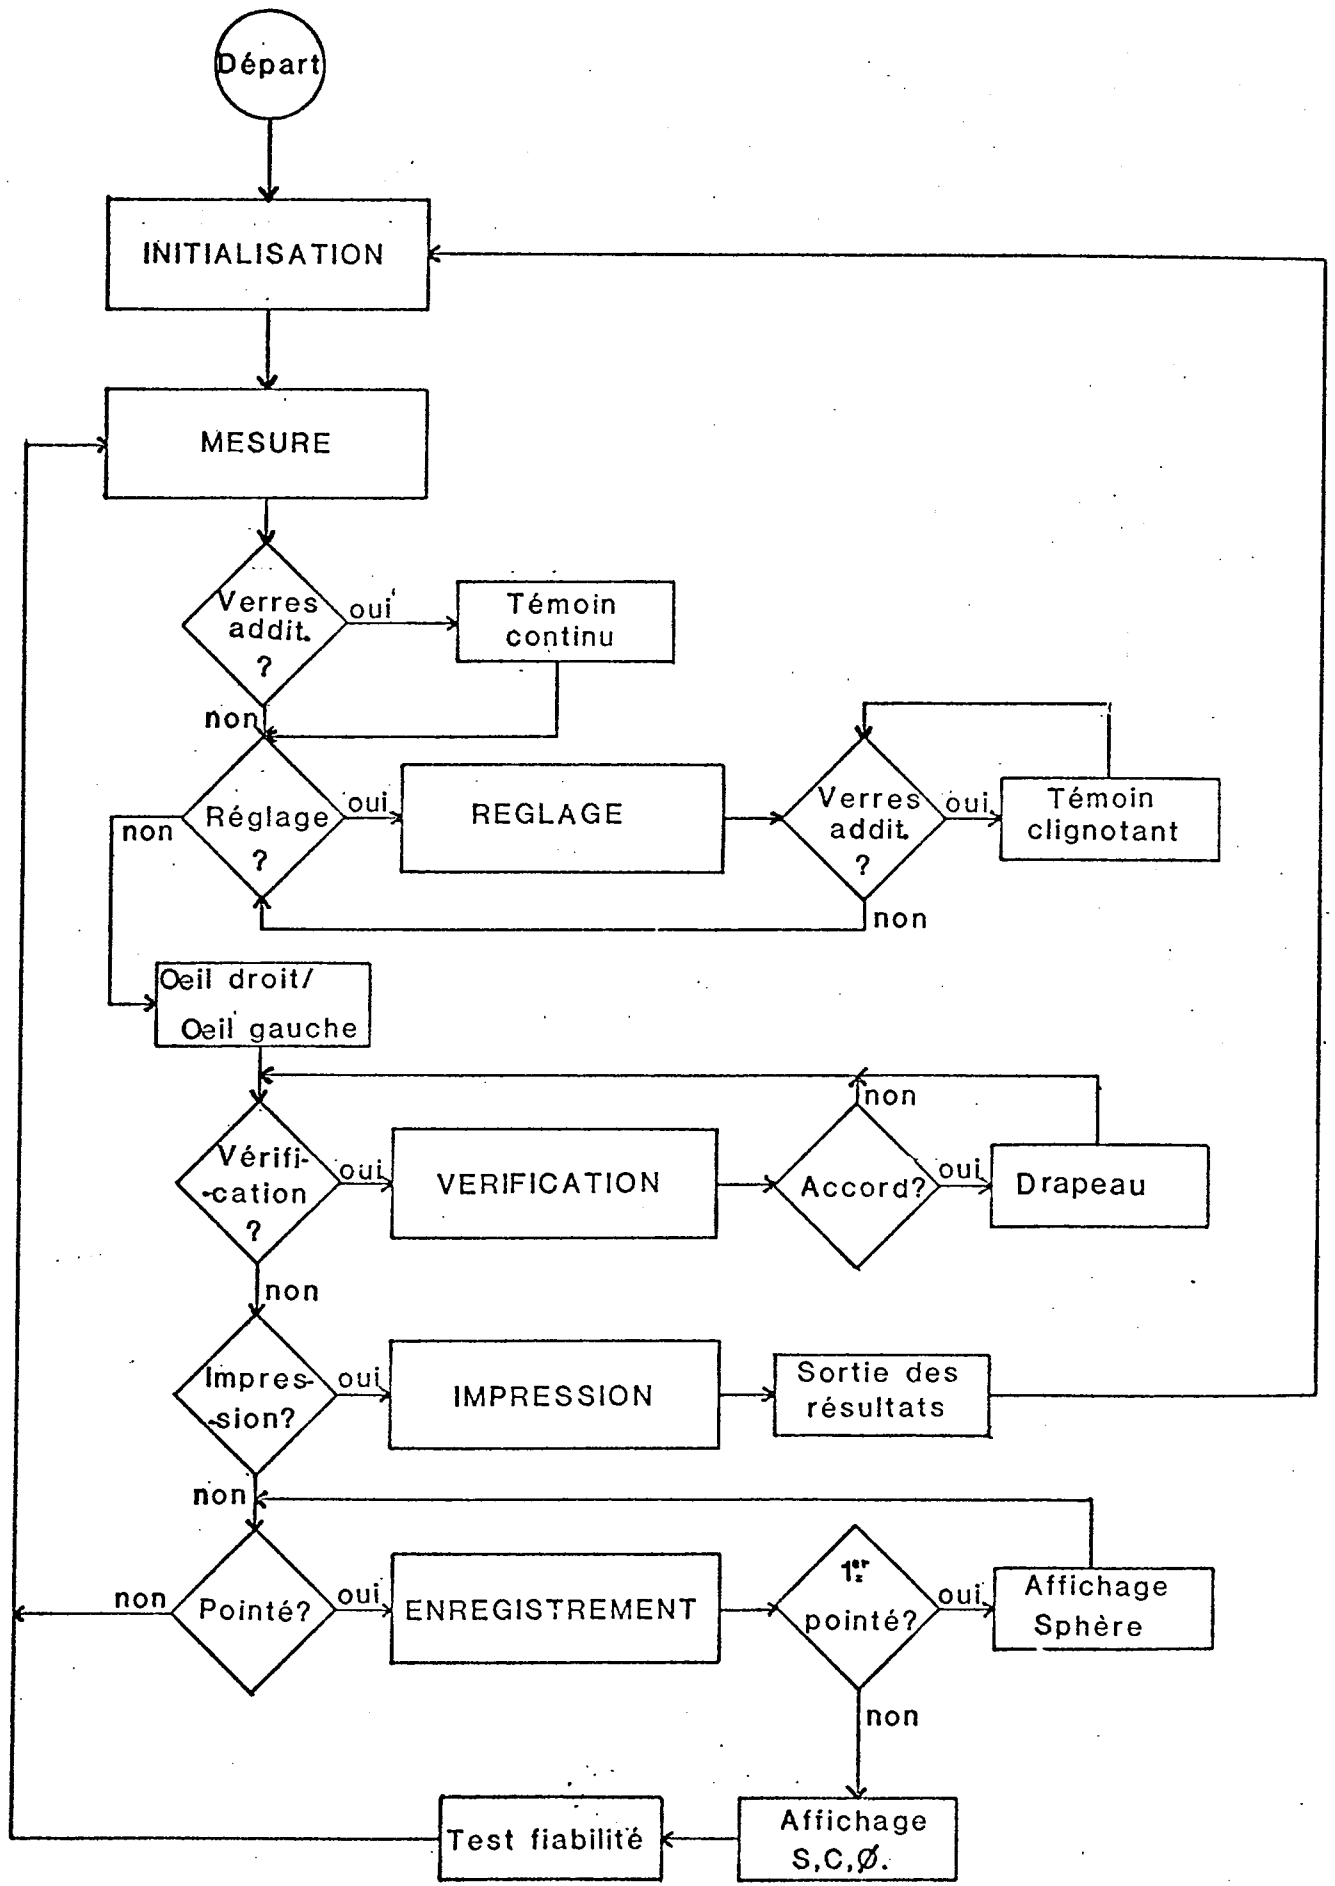 Départ
INITIALISATION
MESURE
Verres
addit.
?
oui
Témoin
continu
non
Réglage
?
oui
REGLAGE
Verres
addit.
?
oui
Témoin
clignotant
non
non
Oeil droit/
Oeil gauche
Vérifi-
-cation
?
oui
VERIFICATION
Accord?
non
oui
Drapeau
non
Impres-
-sion?
oui
IMPRESSION
Sortie des
résultats
non
Pointé?
non
oui
ENREGISTREMENT
1er
pointé?
oui
Affichage
Sphère
non
Affichage
S,C,Ø.
Test fiabilité